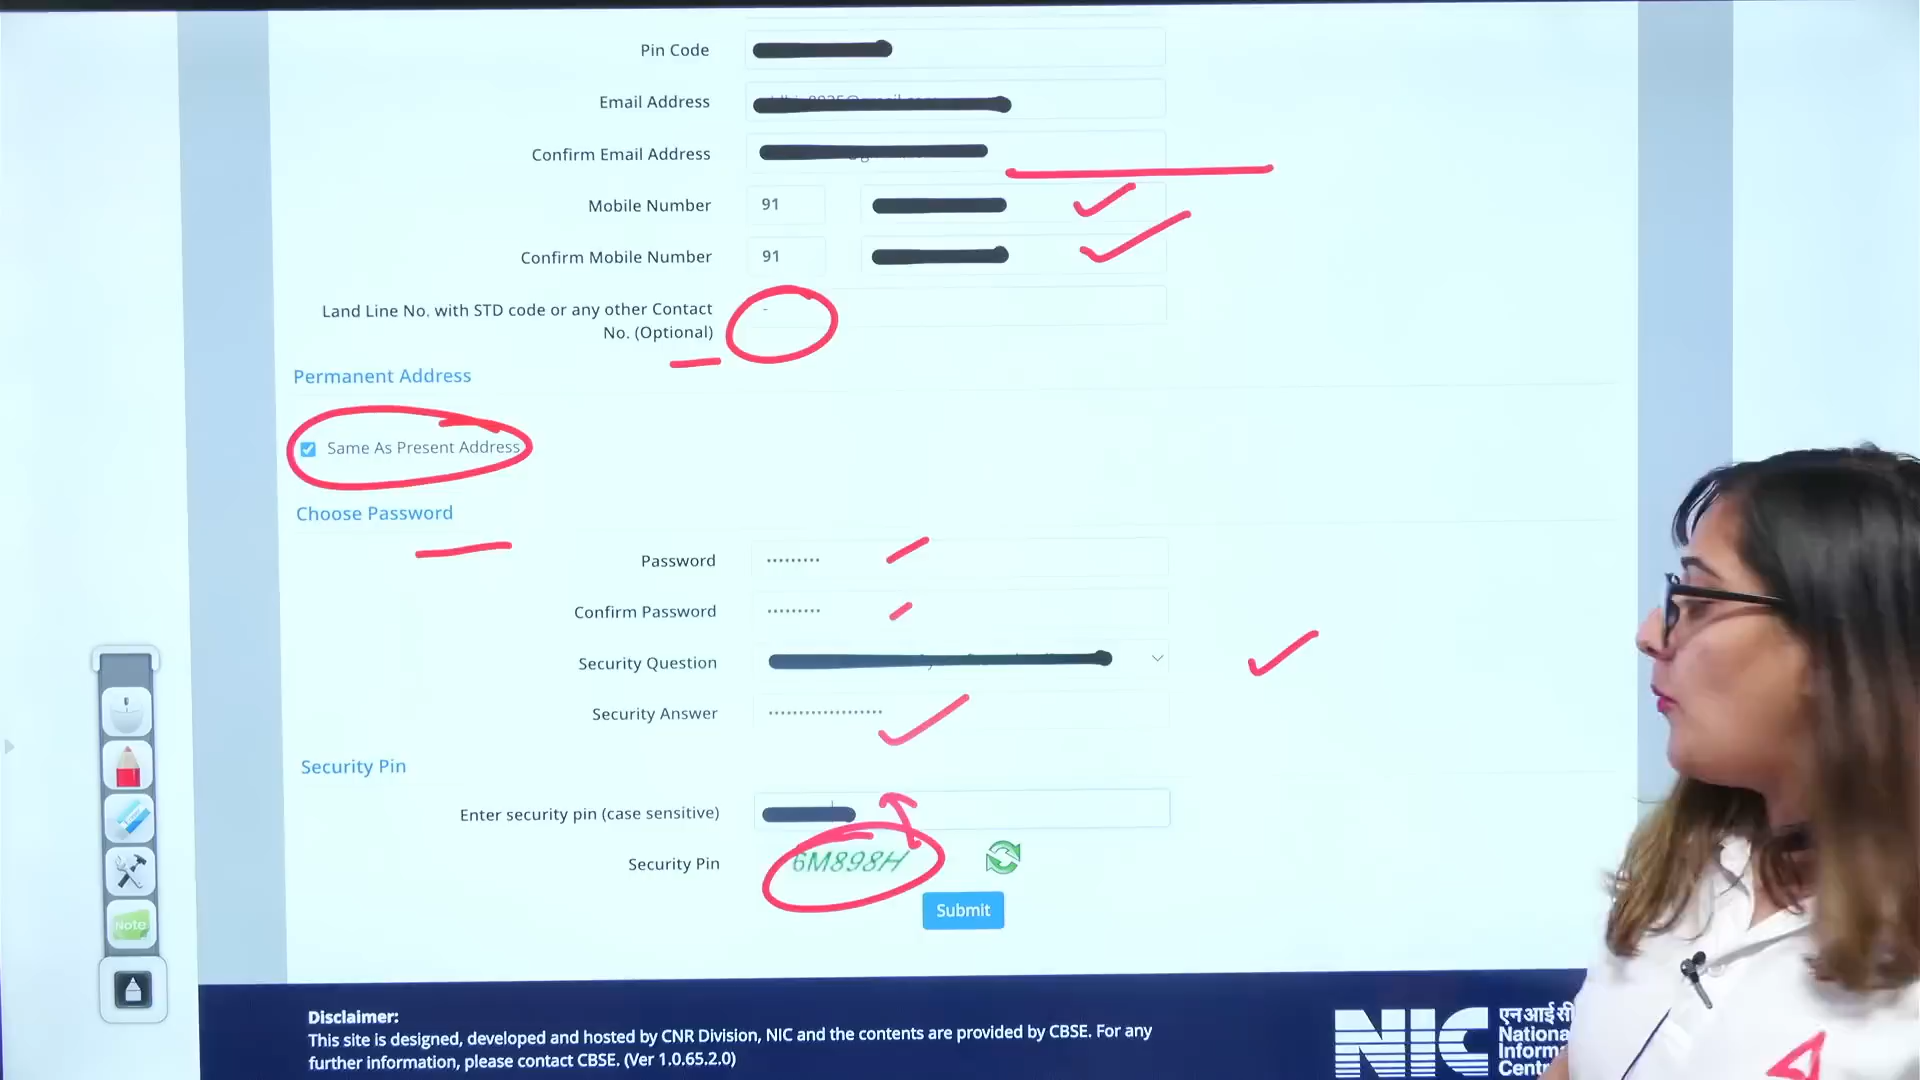 Pin Code
Email Address
Confirm Email Address
Mobile Number 91
Confirm Mobile Number 91
Land Line No. with STD code or any other Contact
No. (Optional) -
Permanent Address
Same As Present Address
Choose Password
Password
Confirm Password
Security Question
Security Answer
Security Pin
Enter security pin (case sensitive)
Security Pin 6M898H
Submit
Note
Disclaimer:
This site is designed, developed and hosted by CNR Division, NIC and the contents are provided by CBSE. For any
further information, please contact CBSE. (Ver 1.0.65.2.0)
NIC
एन आई सी